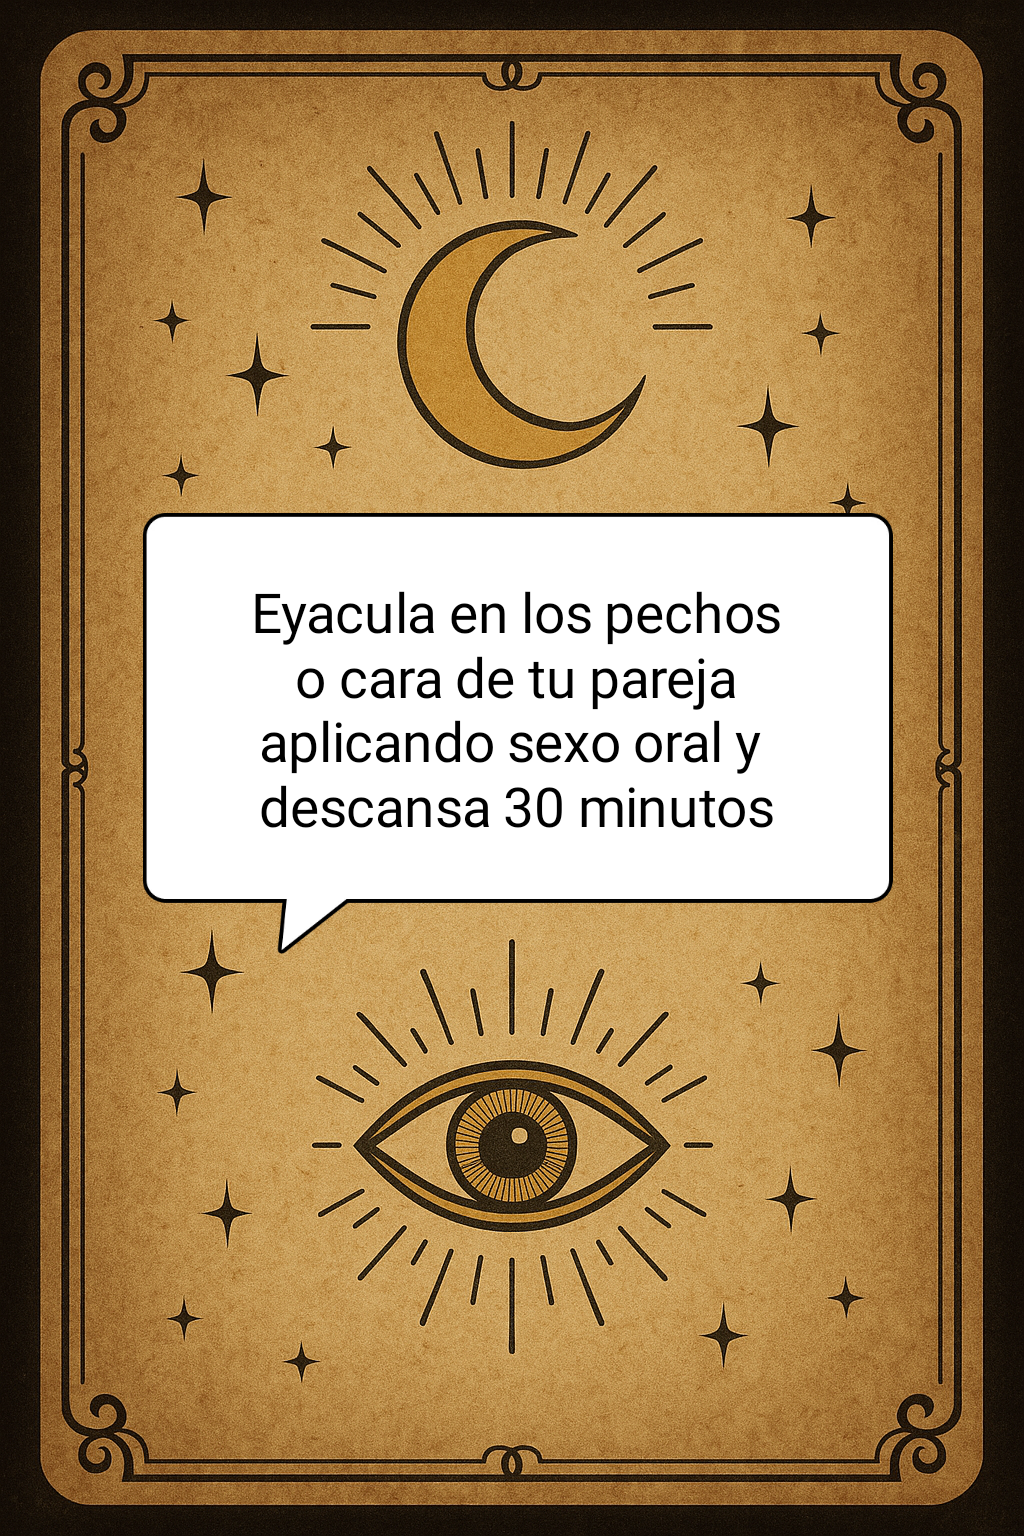 Eyacula en los pechos
o cara de tu pareja
aplicando sexo oral y
descansa 30 minutos